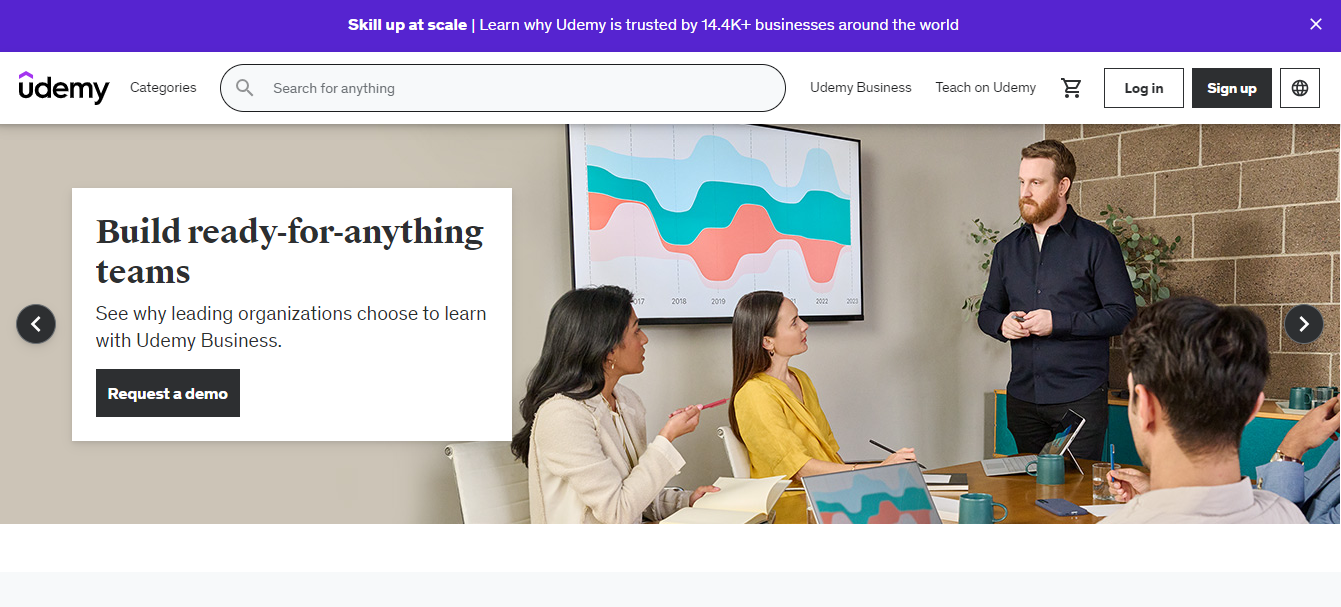 Skill up at scale | Learn why Udemy is trusted by 14.4K+ businesses around the world
udemy
Categories
Search for anything
Udemy Business
Teach on Udemy
Log in
Sign up
Build ready-for-anything
teams
See why leading organizations choose to learn
with Udemy Business.
Request a demo
2018 2019 2022 2023